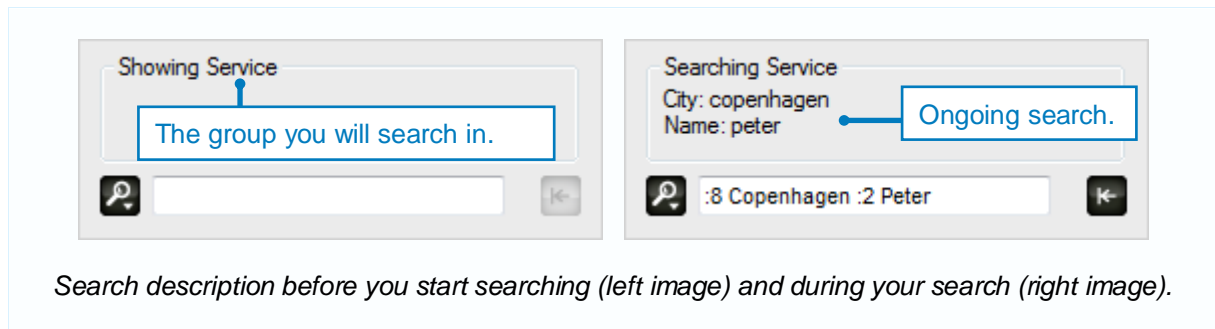 Showing Service
The group you will search in.
Searching Service
City: copenhagen
Name: peter
Ongoing search.
:8 Copenhagen :2 Peter
Search description before you start searching (left image) and during your search (right image).